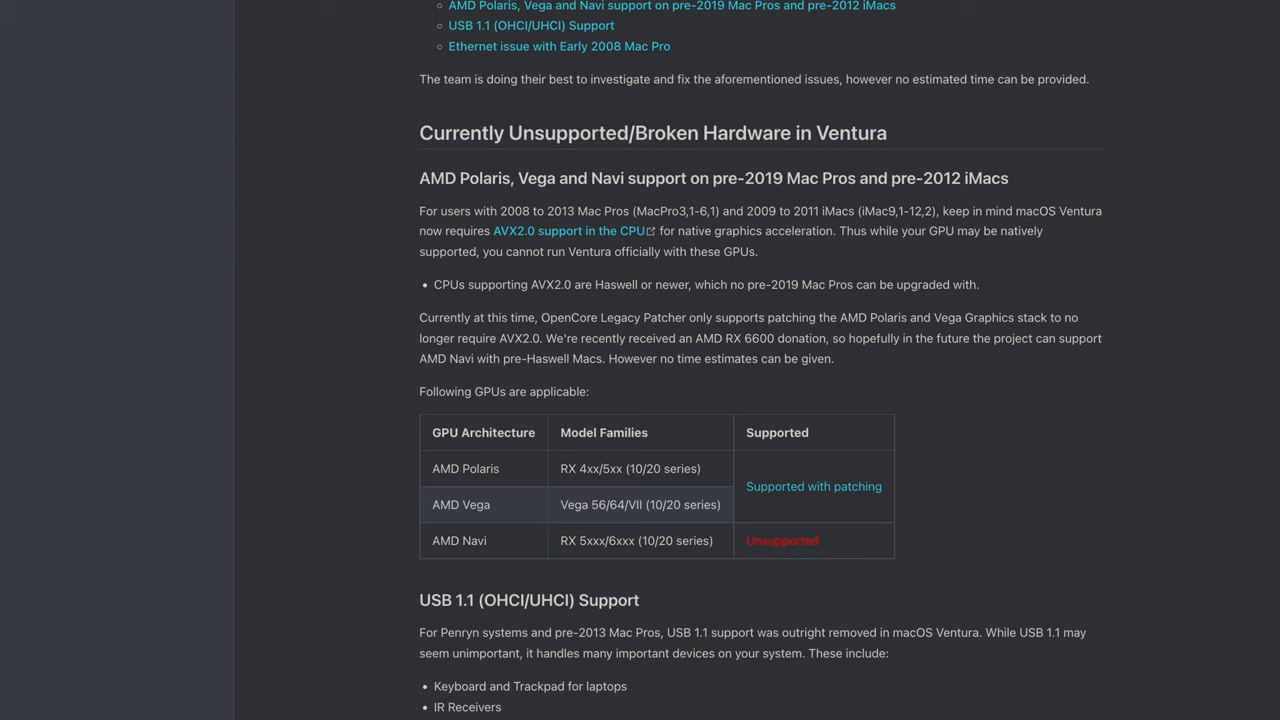 AMD Polaris, Vega and Navi support on pre-2019 Mac Pros and pre-2012 iMacs
USB 1.1 (OHCI/UHCI) Support
Ethernet issue with Early 2008 Mac Pro
The team is doing their best to investigate and fix the aforementioned issues, however no estimated time can be provided.
Currently Unsupported/Broken Hardware in Ventura
AMD Polaris, Vega and Navi support on pre-2019 Mac Pros and pre-2012 iMacs
For users with 2008 to 2013 Mac Pros (MacPro3,1-6,1) and 2009 to 2011 iMacs (iMac9,1-12,2), keep in mind macOS Ventura
now requires AVX2.0 support in the CPU for native graphics acceleration. Thus while your GPU may be natively
supported, you cannot run Ventura officially with these GPUs.
• CPUs supporting AVX2.0 are Haswell or newer, which no pre-2019 Mac Pros can be upgraded with.
Currently at this time, OpenCore Legacy Patcher only supports patching the AMD Polaris and Vega Graphics stack to no
longer require AVX2.0. We're recently received an AMD RX 6600 donation, so hopefully in the future the project can support
AMD Navi with pre-Haswell Macs. However no time estimates can be given.
Following GPUs are applicable:
GPU Architecture Model Families Supported
AMD Polaris RX 4xx/5xx (10/20 series)
Supported with patching
AMD Vega Vega 56/64/VII (10/20 series)
AMD Navi RX 5xxx/6xxx (10/20 series) Unsupported
USB 1.1 (OHCI/UHCI) Support
For Penryn systems and pre-2013 Mac Pros, USB 1.1 support was outright removed in macOS Ventura. While USB 1.1 may
seem unimportant, it handles many important devices on your system. These include:
• Keyboard and Trackpad for laptops
• IR Receivers